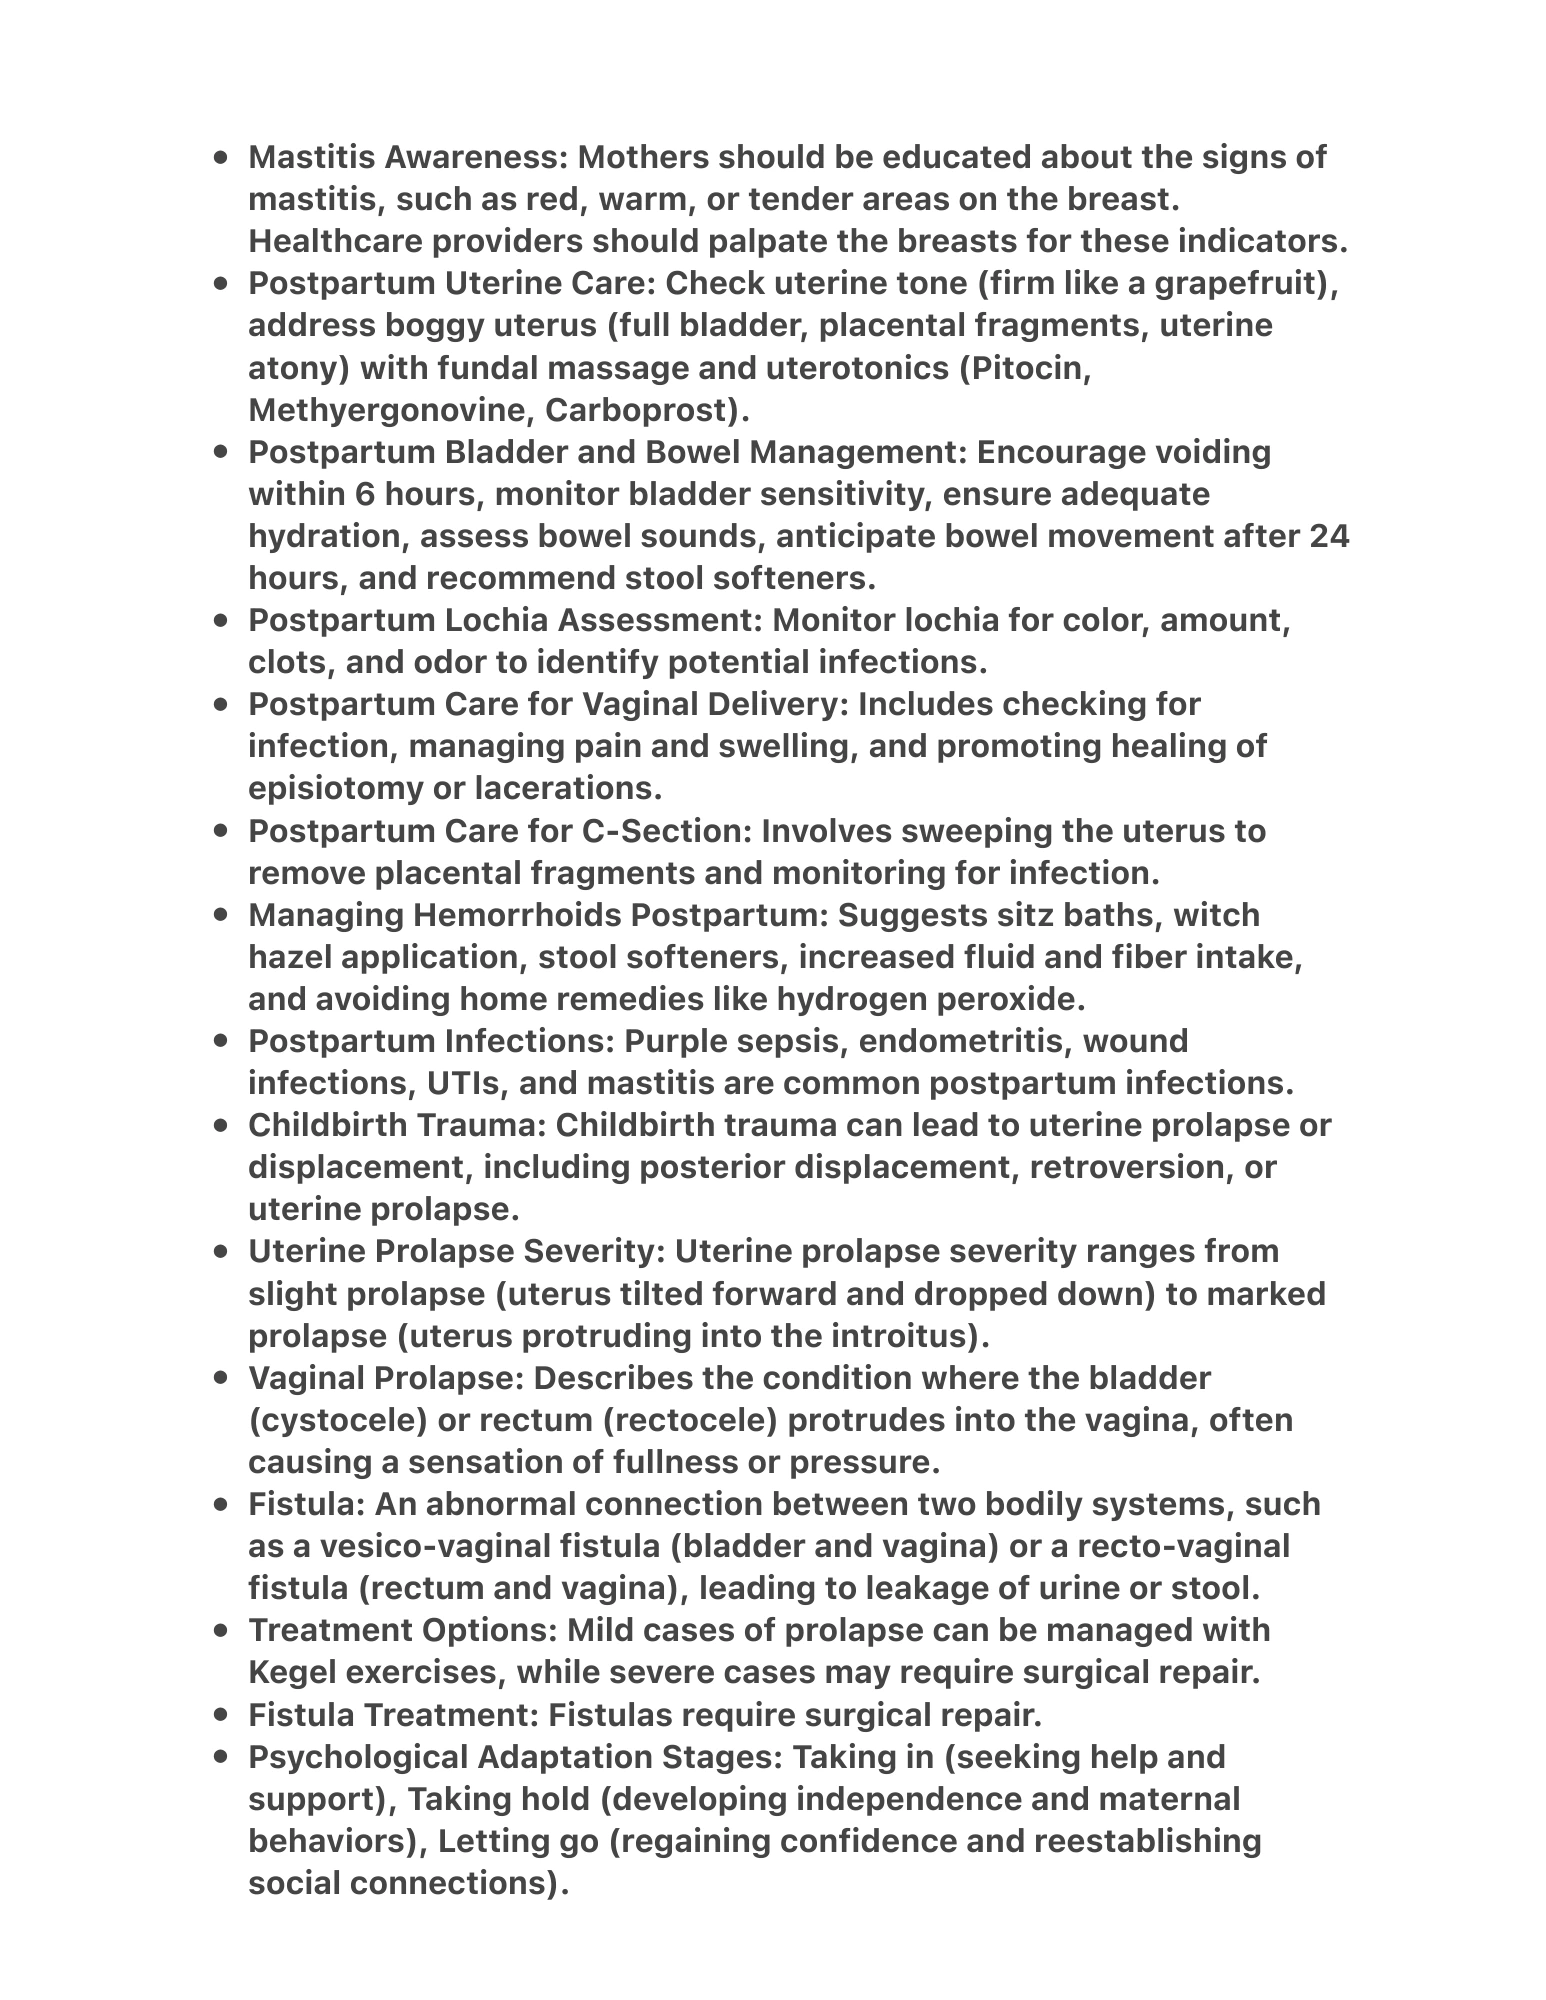 • Mastitis Awareness: Mothers should be educated about the signs of
mastitis, such as red, warm, or tender areas on the breast.
Healthcare providers should palpate the breasts for these indicators.
• Postpartum Uterine Care: Check uterine tone (firm like a grapefruit),
address boggy uterus (full bladder, placental fragments, uterine
atony) with fundal massage and uterotonics (Pitocin,
Methyergonovine, Carboprost).
• Postpartum Bladder and Bowel Management: Encourage voiding
within 6 hours, monitor bladder sensitivity, ensure adequate
hydration, assess bowel sounds, anticipate bowel movement after 24
hours, and recommend stool softeners.
• Postpartum Lochia Assessment: Monitor lochia for color, amount,
clots, and odor to identify potential infections.
• Postpartum Care for Vaginal Delivery: Includes checking for
infection, managing pain and swelling, and promoting healing of
episiotomy or lacerations.
• Postpartum Care for C-Section: Involves sweeping the uterus to
remove placental fragments and monitoring for infection.
• Managing Hemorrhoids Postpartum: Suggests sitz baths, witch
hazel application, stool softeners, increased fluid and fiber intake,
and avoiding home remedies like hydrogen peroxide.
• Postpartum Infections: Purple sepsis, endometritis, wound
infections, UTIs, and mastitis are common postpartum infections.
• Childbirth Trauma: Childbirth trauma can lead to uterine prolapse or
displacement, including posterior displacement, retroversion, or
uterine prolapse.
• Uterine Prolapse Severity: Uterine prolapse severity ranges from
slight prolapse (uterus tilted forward and dropped down) to marked
prolapse (uterus protruding into the introitus).
• Vaginal Prolapse: Describes the condition where the bladder
(cystocele) or rectum (rectocele) protrudes into the vagina, often
causing a sensation of fullness or pressure.
• Fistula: An abnormal connection between two bodily systems, such
as a vesico-vaginal fistula (bladder and vagina) or a recto-vaginal
fistula (rectum and vagina), leading to leakage of urine or stool.
• Treatment Options: Mild cases of prolapse can be managed with
Kegel exercises, while severe cases may require surgical repair.
• Fistula Treatment: Fistulas require surgical repair.
• Psychological Adaptation Stages: Taking in (seeking help and
support), Taking hold (developing independence and maternal
behaviors), Letting go (regaining confidence and reestablishing
social connections).